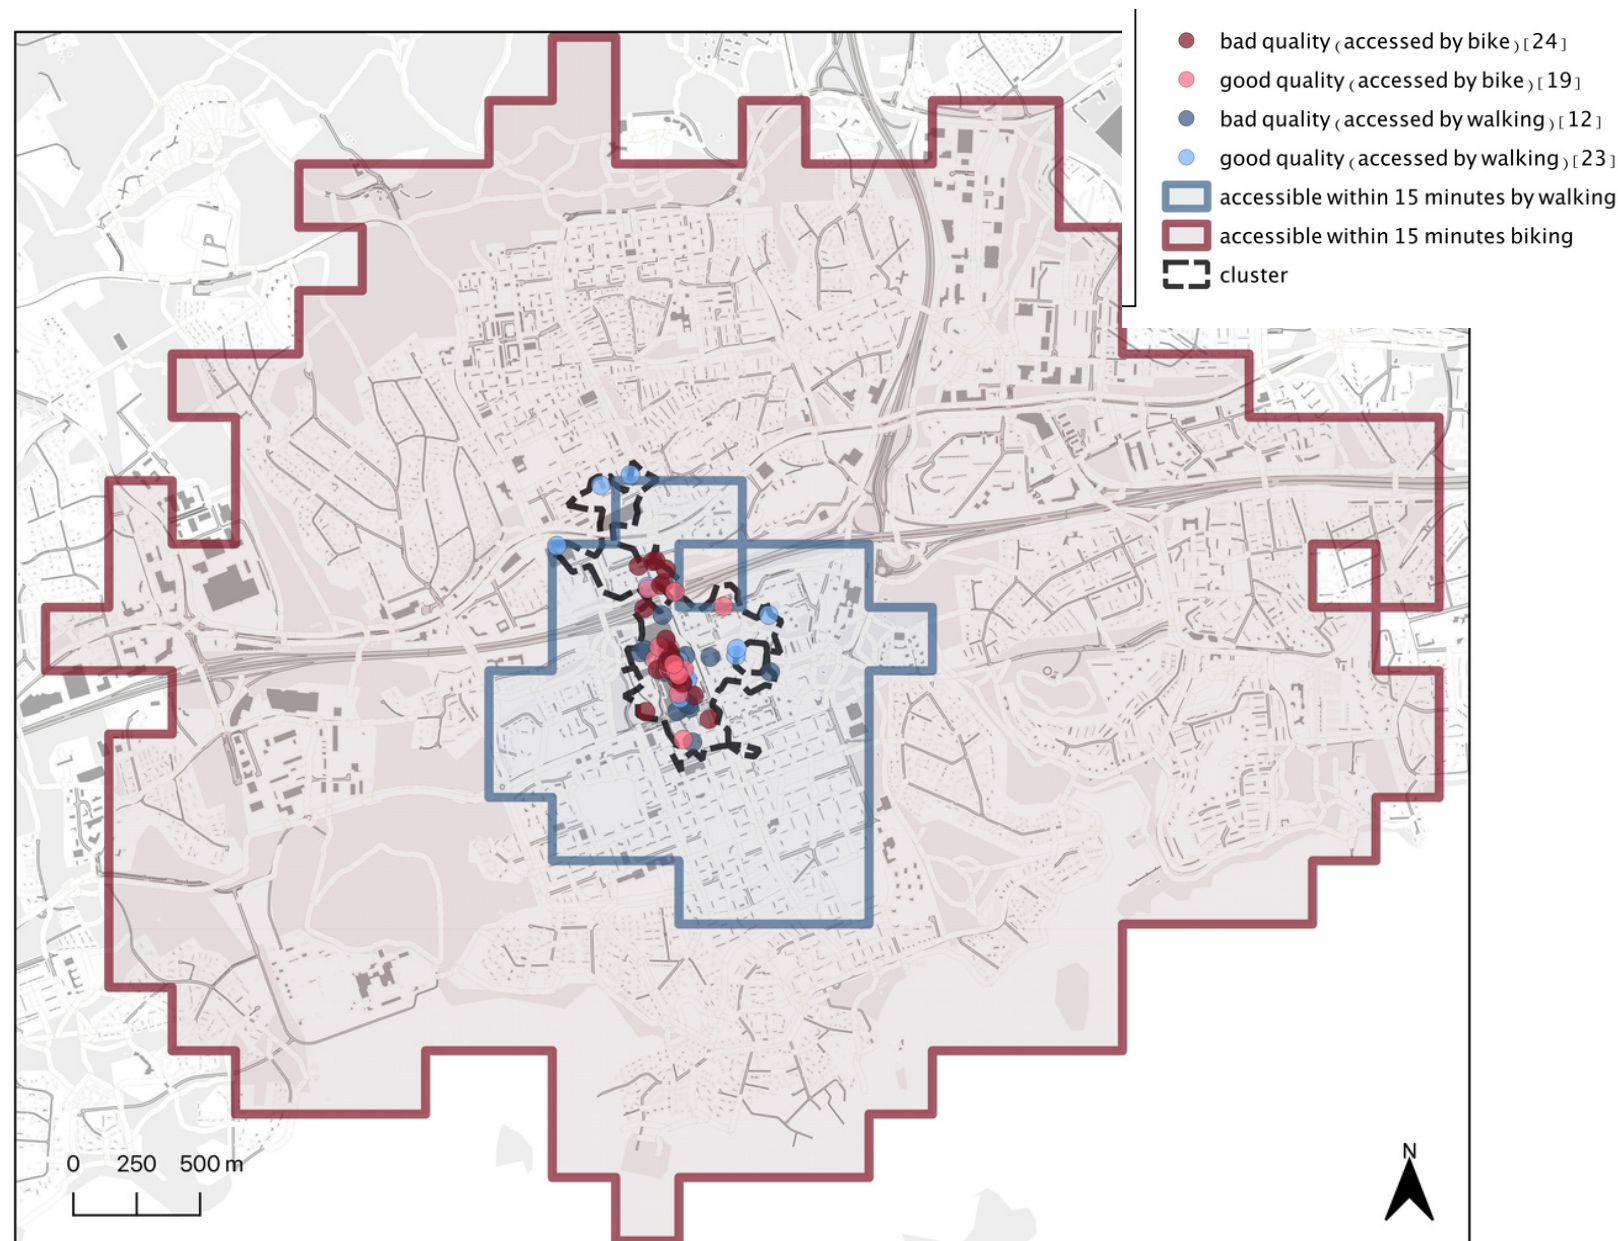 bad quality (accessed by bike)[24]
good quality (accessed by bike)[19]
bad quality (accessed by walking)[12]
good quality (accessed by walking)[23]
accessible within 15 minutes by walking
accessible within 15 minutes biking
cluster
0 250 500 m
N